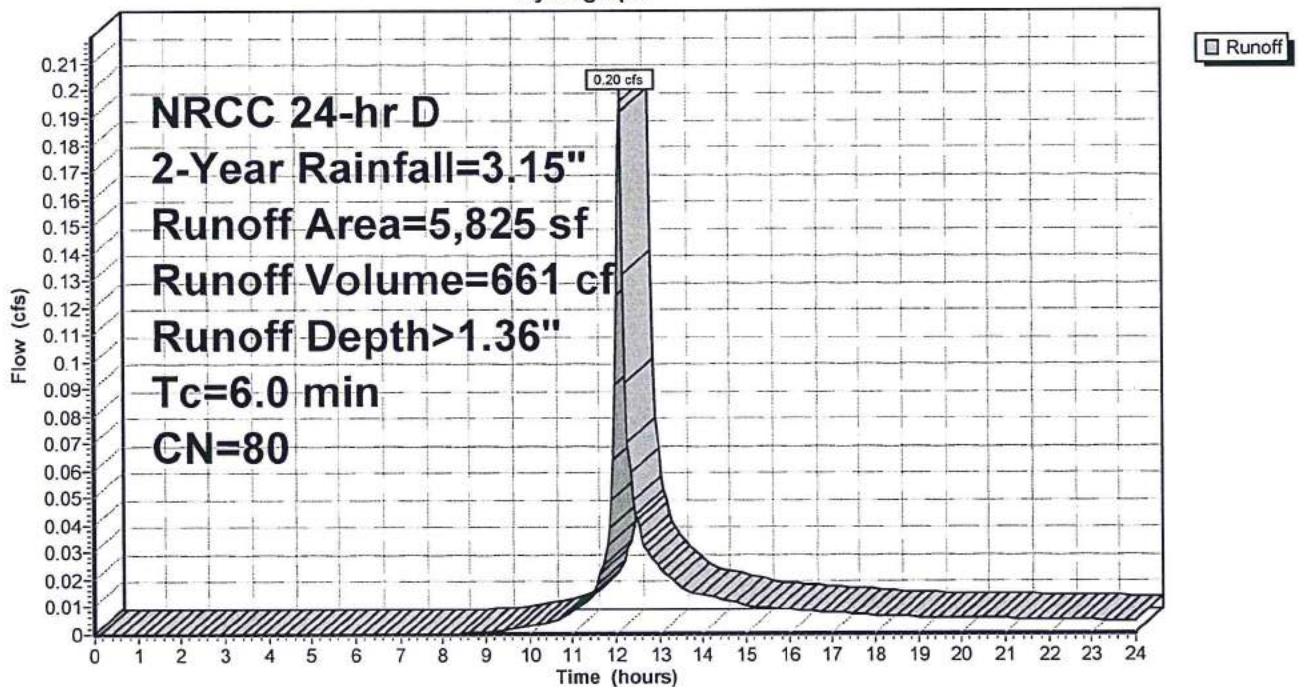 Runoff
0.20 cfs
NRCC 24-hr D
2-Year Rainfall=3.15"
Runoff Area=5,825 sf
Runoff Volume=661 cf
Runoff Depth>1.36"
Tc=6.0 min
CN=80
Flow (cfs)
0.21
0.2
0.19
0.18
0.17
0.16
0.15
0.14
0.13
0.12
0.11
0.1
0.09
0.08
0.07
0.06
0.05
0.04
0.03
0.02
0.01
0
0 1 2 3 4 5 6 7 8 9 10 11 12 13 14 15 16 17 18 19 20 21 22 23 24
Time (hours)